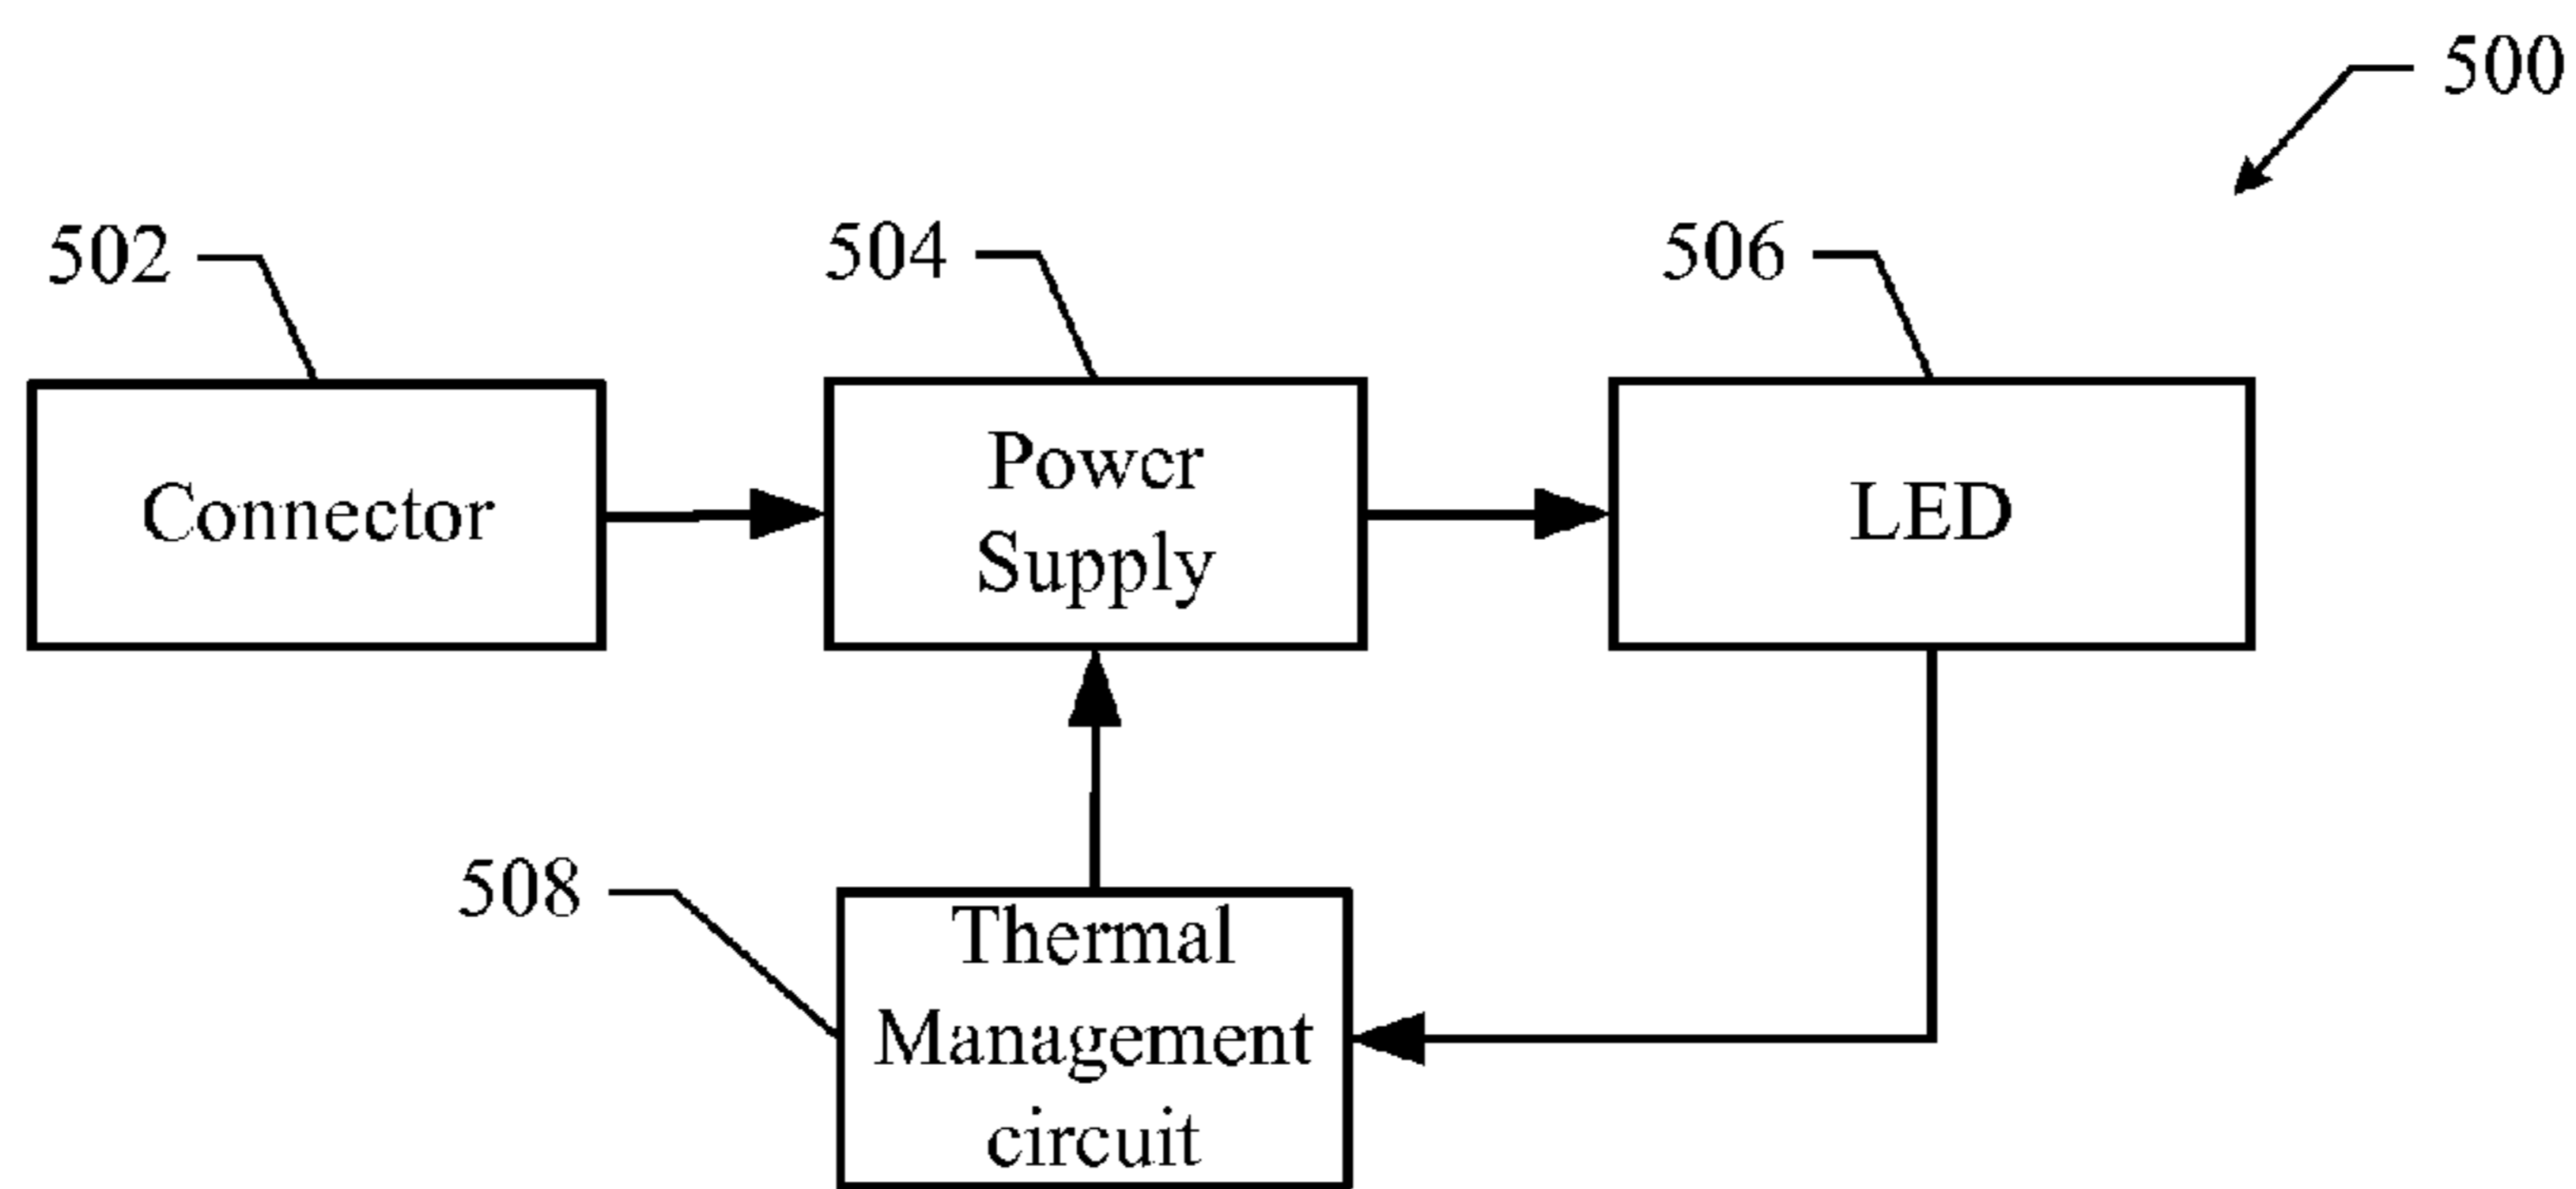 500
502
504
506
Connector
Power
Supply
LED
508
Thermal
Management
circuit